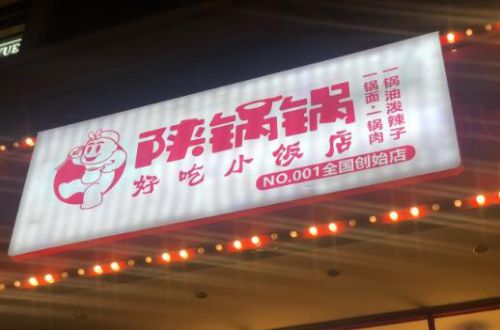 陕锅锅
好吃小饭店
NO.001全国创始店
一锅油泼辣子
一锅面·一锅肉